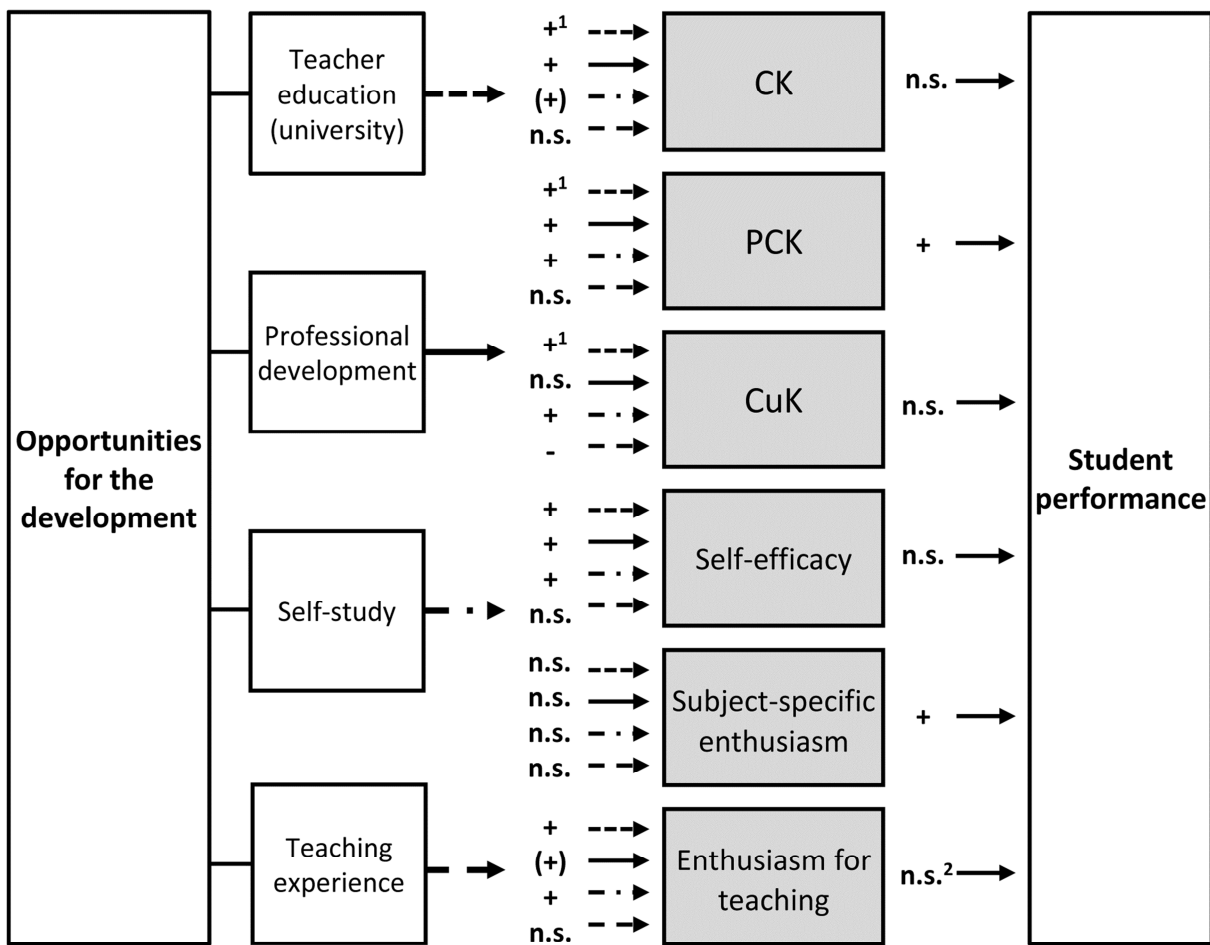 Opportunities
for the
development
Teacher
education
(university)
Professional
development
Self-study
Teaching
experience
+¹
+
(+)
n.s.
CK
n.s.
+¹
+
+
n.s.
PCK
+
+¹
n.s.
+
-
CuK
n.s.
+
+
+
n.s.
Self-efficacy
n.s.
n.s.
n.s.
n.s.
n.s.
Subject-specific
enthusiasm
+
+
(+)
+
n.s.
Enthusiasm for
teaching
n.s.²
Student
performance